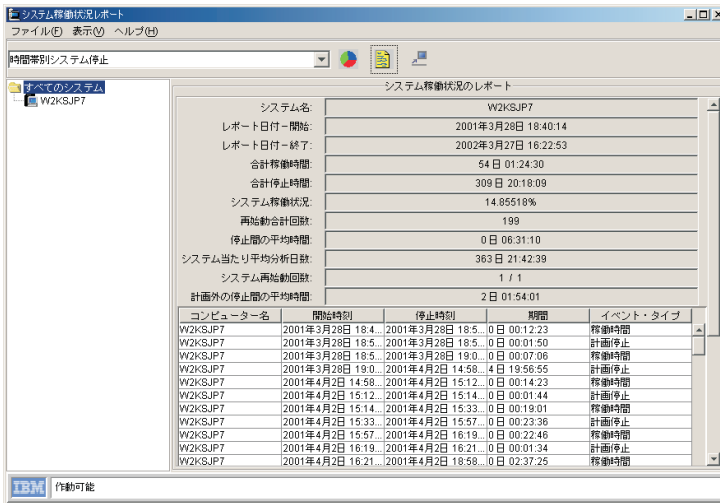 システム稼働状況レポート
ファイル(F) 表示(V) ヘルプ(H)
時間帯別システム停止
すべてのシステム
W2KSJP7
システム稼働状況のレポート
システム名: W2KSJP7
レポート日付－開始: 2001年3月28日 18:40:14
レポート日付－終了: 2002年3月27日 16:22:53
合計稼働時間: 54 日 01:24:30
合計停止時間: 309 日 20:18:09
システム稼働状況: 14.85518%
再始動合計回数: 199
停止間の平均時間: 0 日 06:31:10
システム当たり平均分析日数: 363 日 21:42:39
システム再始動回数: 1 / 1
計画外の停止間の平均時間: 2 日 01:54:01
コンピューター名 開始時刻 停止時刻 期間 イベント・タイプ
W2KSJP7 2001年3月28日 18:4... 2001年3月28日 18:5... 0 日 00:12:23 稼働時間
W2KSJP7 2001年3月28日 18:5... 2001年3月28日 18:5... 0 日 00:01:50 計画停止
W2KSJP7 2001年3月28日 18:5... 2001年3月28日 19:0... 0 日 00:07:06 稼働時間
W2KSJP7 2001年3月28日 19:0... 2001年4月2日 14:58... 4 日 19:56:55 計画停止
W2KSJP7 2001年4月2日 14:58... 2001年4月2日 15:12... 0 日 00:14:23 稼働時間
W2KSJP7 2001年4月2日 15:12... 2001年4月2日 15:14... 0 日 00:01:44 計画停止
W2KSJP7 2001年4月2日 15:14... 2001年4月2日 15:33... 0 日 00:19:01 稼働時間
W2KSJP7 2001年4月2日 15:33... 2001年4月2日 15:57... 0 日 00:23:36 計画停止
W2KSJP7 2001年4月2日 15:57... 2001年4月2日 16:19... 0 日 00:22:46 稼働時間
W2KSJP7 2001年4月2日 16:19... 2001年4月2日 16:21... 0 日 00:01:34 計画停止
W2KSJP7 2001年4月2日 16:21... 2001年4月2日 18:58... 0 日 02:37:25 稼働時間
IBM 作動可能